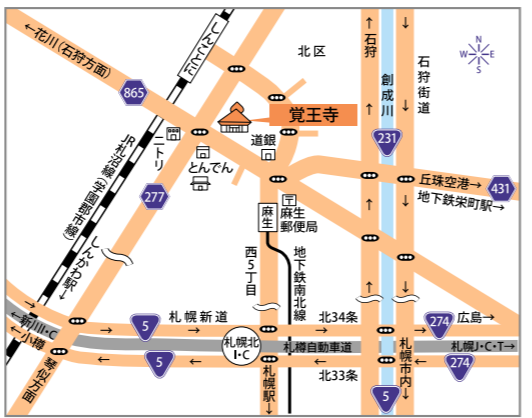 ←花川(石狩方面)
しんことに
北区
石狩
創成川
石狩街道
N
W E
S
865
覚王寺
ニトリ
道銀
とんでん
231
JR札沼線(学園都市線)
277
しんかわ駅↓
丘珠空港→
431
地下鉄栄町駅→
麻生
〒
麻生
郵便局
西5丁目
地下鉄南北線
←新川I・C
←小樽
琴似方面
5
札幌新道
北34条
274
広島→
札幌北
I・C
札樽自動車道
札幌J・C・T→
5
北33条
274
札幌駅↓
5
札幌市内↓